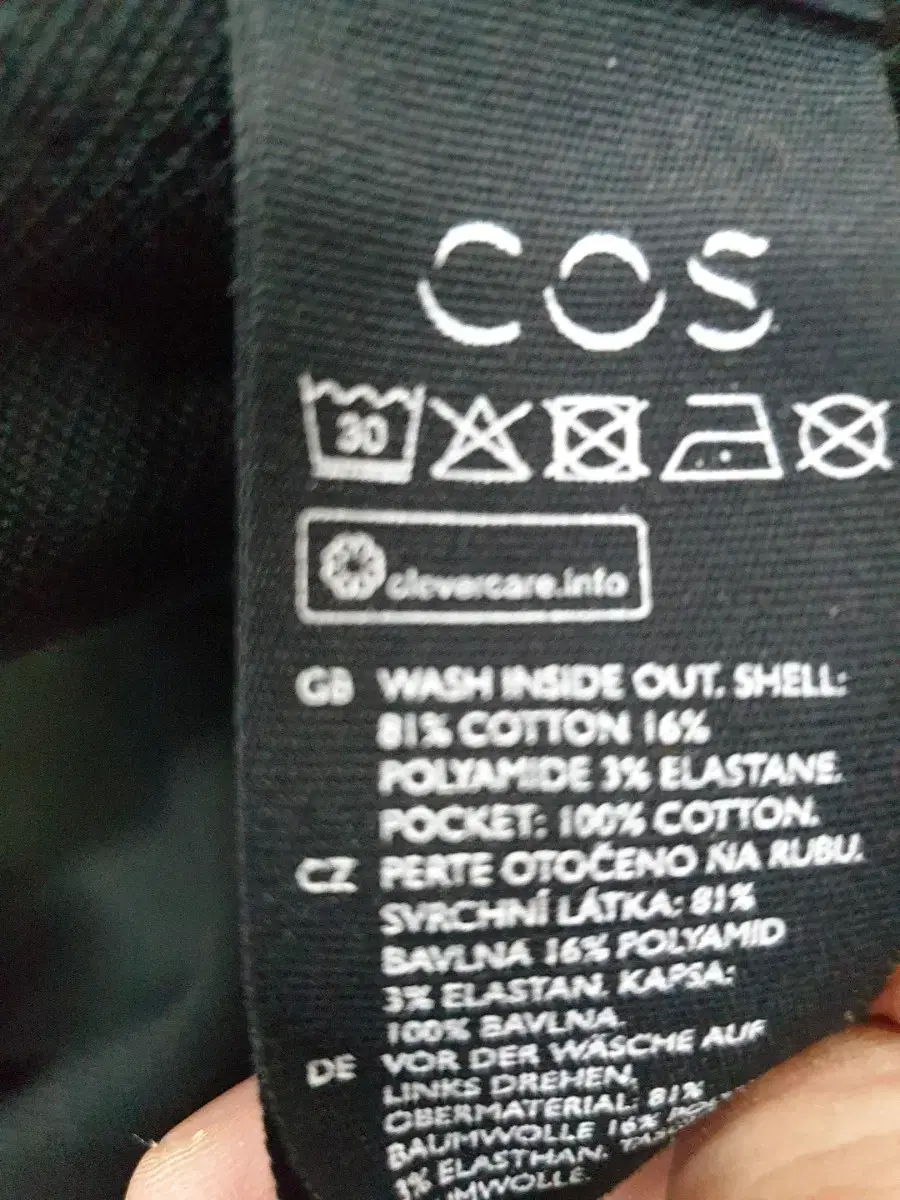 COS
30
clevercare.info
GB WASH INSIDE OUT. SHELL:
81% COTTON 16%
POLYAMIDE 3% ELASTANE.
POCKET: 100% COTTON.
CZ PERTE OTOČENO NA RUBU.
SVRCHNÍ LÁTKA: 81%
BAVLNA 16% POLYAMID
3% ELASTAN. KAPSA:
100% BAVLNA.
DE VOR DER WÄSCHE AUF
LINKS DREHEN.
OBERMATERIAL: 81%
BAUMWOLLE 16%
3% ELASTHAN.